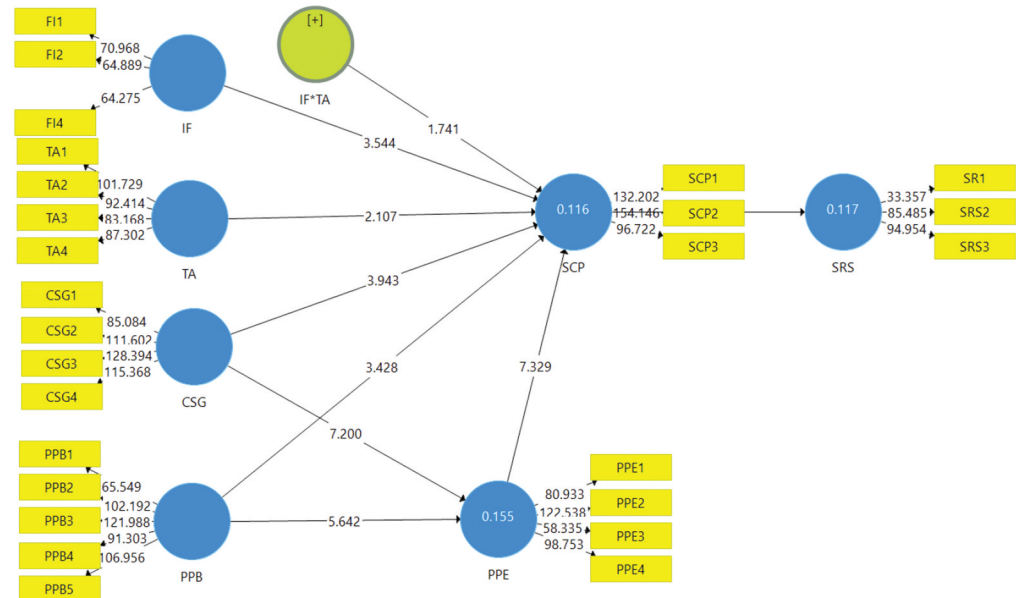 FI1
FI2
FI4
70.968
64.889
64.275
IF
[+]
IF*TA
1.741
3.544
TA1
TA2
TA3
TA4
101.729
92.414
83.168
87.302
TA
2.107
0.116
SCP
132.202
154.146
96.722
SCP1
SCP2
SCP3
0.117
SRS
33.357
85.485
94.954
SR1
SRS2
SRS3
CSG1
CSG2
CSG3
CSG4
85.084
111.602
128.394
115.368
CSG
3.943
3.428
7.329
7.200
PPB1
PPB2
PPB3
PPB4
PPB5
65.549
102.192
121.988
91.303
106.956
PPB
5.642
0.155
PPE
80.933
122.538
58.335
98.753
PPE1
PPE2
PPE3
PPE4